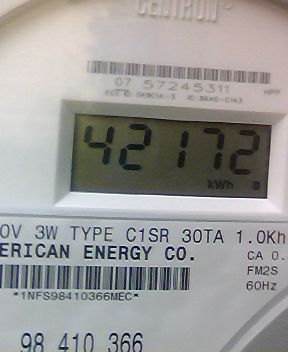 CENTRON
07 57245311
42172
kWh
0V 3W TYPE C1SR 30TA 1.0Kh
ERICAN ENERGY CO.
CA 0.
FM2S
60Hz
*1NFS98410366MEC*
98 410 366